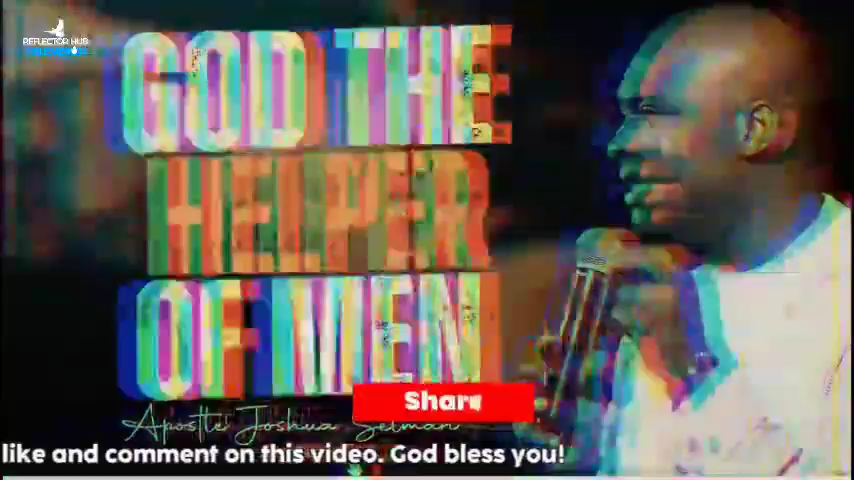 REFLECTOR HUB
GOD THE
HELPER
OF MEN
Share
Apostle Joshua Selman
like and comment on this video. God bless you!